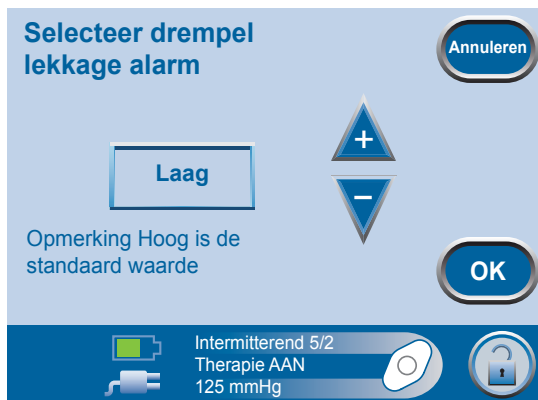 Selecteer drempel
lekkage alarm
Annuleren
+
Laag
−
Opmerking Hoog is de
standaard waarde
OK
Intermitterend 5/2
Therapie AAN
125 mmHg